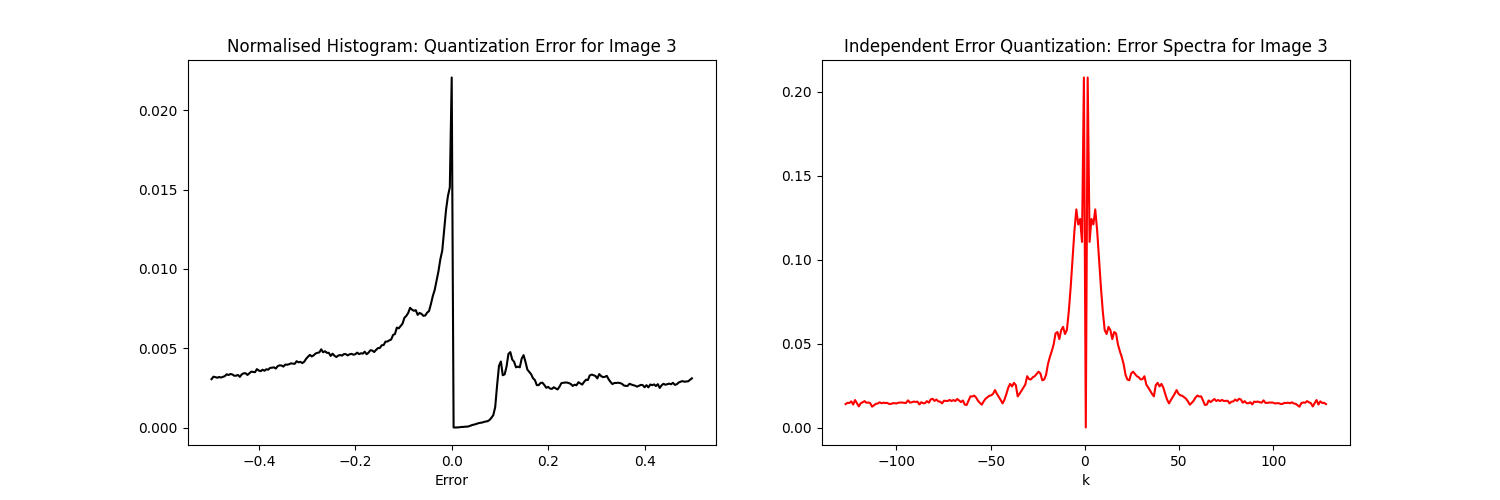 Normalised Histogram: Quantization Error for Image 3
0.020
0.015
0.010
0.005
0.000
−0.4 −0.2 0.0 0.2 0.4
Error
Independent Error Quantization: Error Spectra for Image 3
0.20
0.15
0.10
0.05
0.00
−100 −50 0 50 100
k